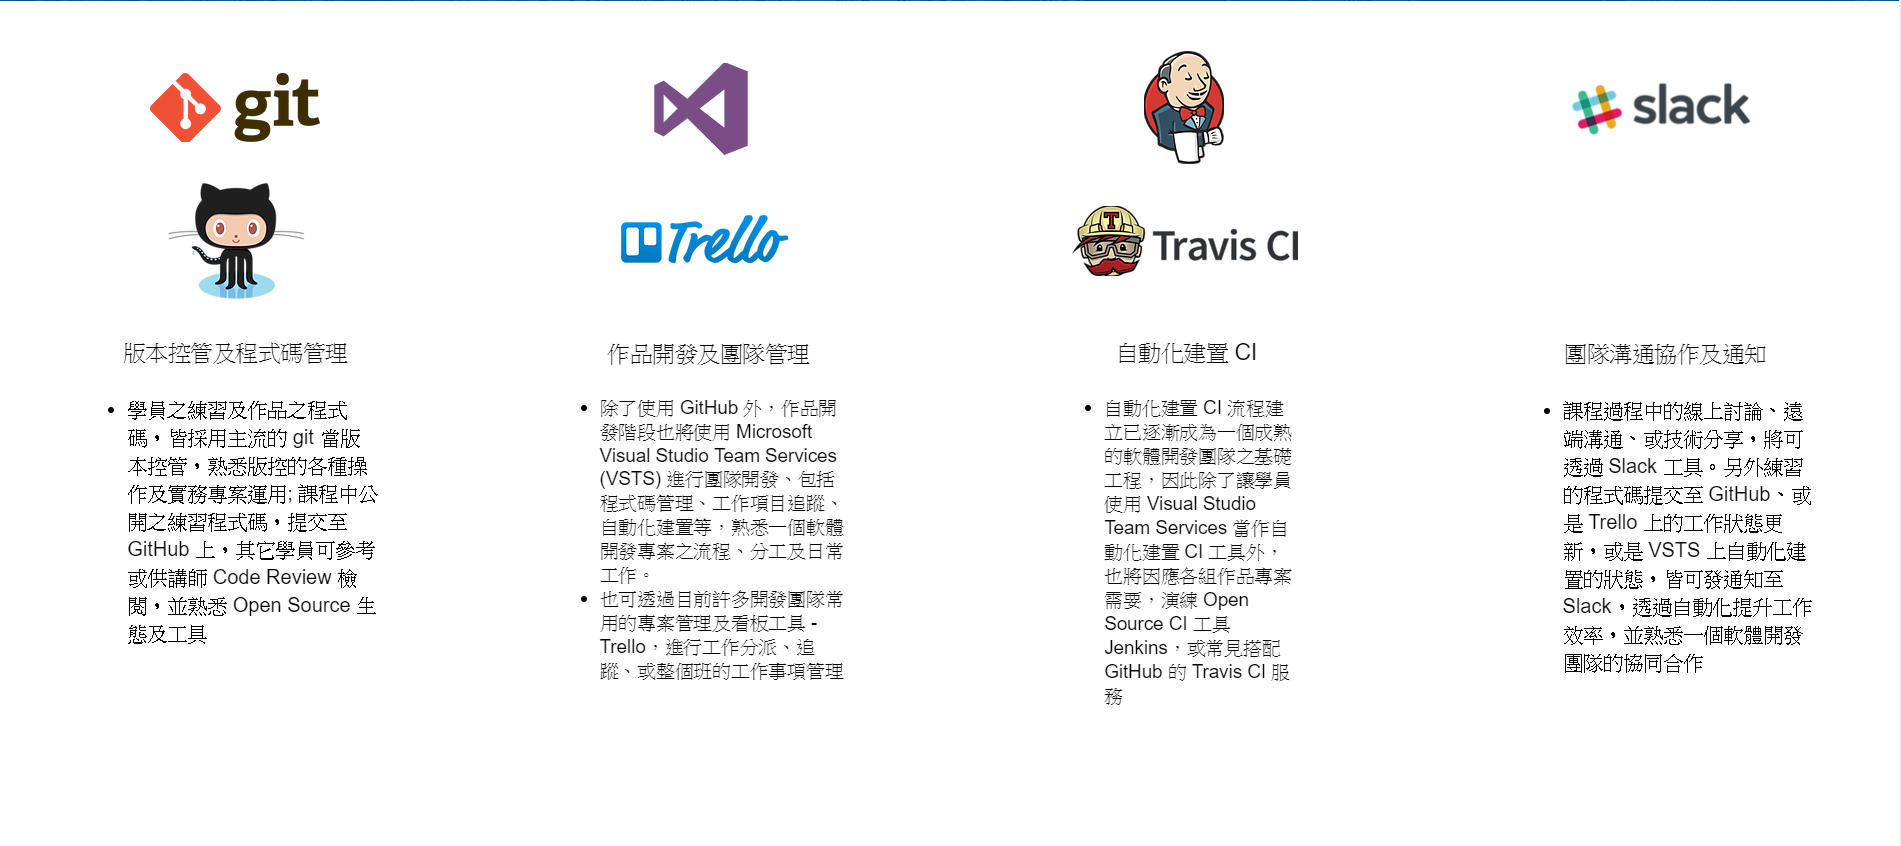 git
Trello
T
Travis CI
slack
版本控管及程式碼管理
• 學員之練習及作品之程式
碼，皆採用主流的 git 當版
本控管，熟悉版控的各種操
作及實務專案運用; 課程中公
開之練習程式碼，提交至
GitHub 上，其它學員可參考
或供講師 Code Review 檢
閱，並熟悉 Open Source 生
態及工具
作品開發及團隊管理
• 除了使用 GitHub 外，作品開
發階段也將使用 Microsoft
Visual Studio Team Services
(VSTS) 進行團隊開發、包括
程式碼管理、工作項目追蹤、
自動化建置等，熟悉一個軟體
開發專案之流程、分工及日常
工作。
• 也可透過目前許多開發團隊常
用的專案管理及看板工具 -
Trello，進行工作分派、追
蹤、或整個班的工作事項管理
自動化建置 CI
• 自動化建置 CI 流程建
立已逐漸成為一個成熟
的軟體開發團隊之基礎
工程，因此除了讓學員
使用 Visual Studio
Team Services 當作自
動化建置 CI 工具外，
也將因應各組作品專案
需要，演練 Open
Source CI 工具
Jenkins，或常見搭配
GitHub 的 Travis CI 服
務
團隊溝通協作及通知
• 課程過程中的線上討論、遠
端溝通、或技術分享，將可
透過 Slack 工具。另外練習
的程式碼提交至 GitHub、或
是 Trello 上的工作狀態更
新，或是 VSTS 上自動化建
置的狀態，皆可發通知至
Slack，透過自動化提升工作
效率，並熟悉一個軟體開發
團隊的協同合作